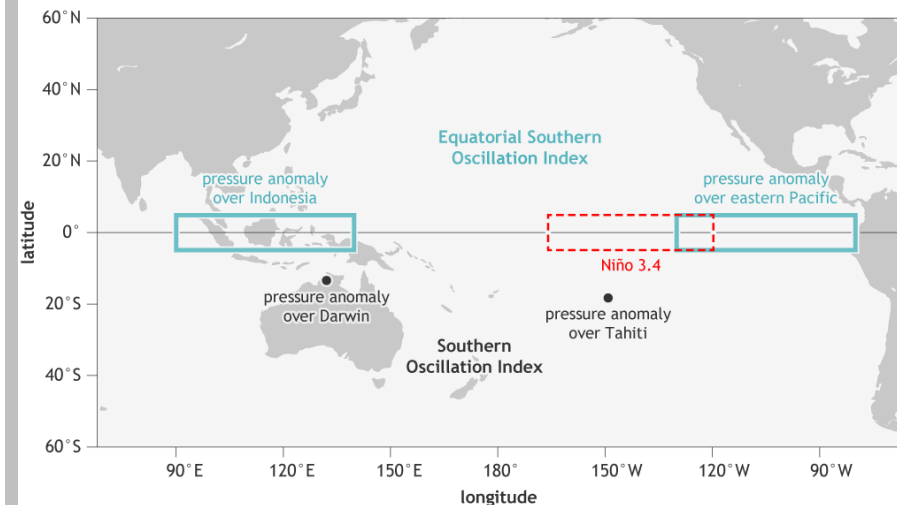 60°N
40°N
20°N
0°
20°S
40°S
60°S
latitude
Equatorial Southern
Oscillation Index
pressure anomaly
over Indonesia
pressure anomaly
over eastern Pacific
Niño 3.4
pressure anomaly
over Darwin
pressure anomaly
over Tahiti
Southern
Oscillation Index
90°E
120°E
150°E
180°
150°W
120°W
90°W
longitude